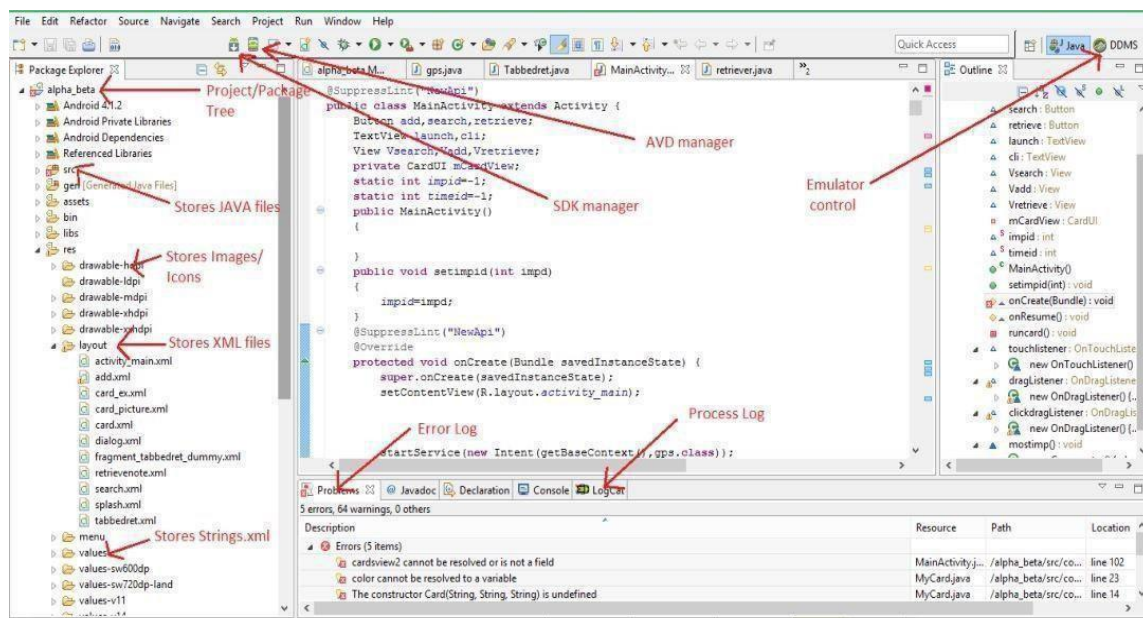 File Edit Refactor Source Navigate Search Project Run Window Help
Quick Access
Java
DDMS
Package Explorer
alpha_beta
Android 4.1.2
Android Private Libraries
Android Dependencies
Referenced Libraries
src
gen [Generated Java Files]
assets
bin
libs
res
drawable-hdpi
drawable-ldpi
drawable-mdpi
drawable-xhdpi
drawable-xxhdpi
layout
activity_main.xml
add.xml
card_ex.xml
card_picture.xml
card.xml
dialog.xml
fragment_tabbedret_dummy.xml
retrievenote.xml
search.xml
splash.xml
tabbedret.xml
menu
values
values-sw600dp
values-sw720dp-land
values-v11
Project/Package
Tree
Stores JAVA files
Stores Images/
Icons
Stores XML files
Stores Strings.xml
alpha_beta M... gps.java Tabbedret.java MainActivity... retriever.java »2
@SuppressLint("NewApi")
public class MainActivity extends Activity {
Button add,search,retrieve;
TextView launch,cli;
View Vsearch,Vadd,Vretrieve;
private CardUI mCardView;
static int impid=-1;
static int timeid=-1;
public MainActivity()
{
}
public void setimpid(int impd)
{
impid=impd;
}
@SuppressLint("NewApi")
@Override
protected void onCreate(Bundle savedInstanceState) {
super.onCreate(savedInstanceState);
setContentView(R.layout.activity_main);
startService(new Intent(getBaseContext(),gps.class));
AVD manager
SDK manager
Emulator
control
Error Log
Process Log
Outline
search : Button
retrieve : Button
launch : TextView
cli : TextView
Vsearch : View
Vadd : View
Vretrieve : View
mCardView : CardUI
impid : int
timeid : int
MainActivity()
setimpid(int) : void
onCreate(Bundle) : void
onResume() : void
runcard() : void
touchlistener : OnTouchListe
new OnTouchListener()
dragListener : OnDragListene
new OnDragListener() {..
clickdragListener : OnDragLis
new OnDragListener() {..
mostimp() : void
Problems Javadoc Declaration Console LogCat
5 errors, 64 warnings, 0 others
Description Resource Path Location
Errors (5 items)
cardsview2 cannot be resolved or is not a field MainActivity.j... /alpha_beta/src/co... line 102
color cannot be resolved to a variable MyCard.java /alpha_beta/src/co... line 23
The constructor Card(String, String, String) is undefined MyCard.java /alpha_beta/src/co... line 14